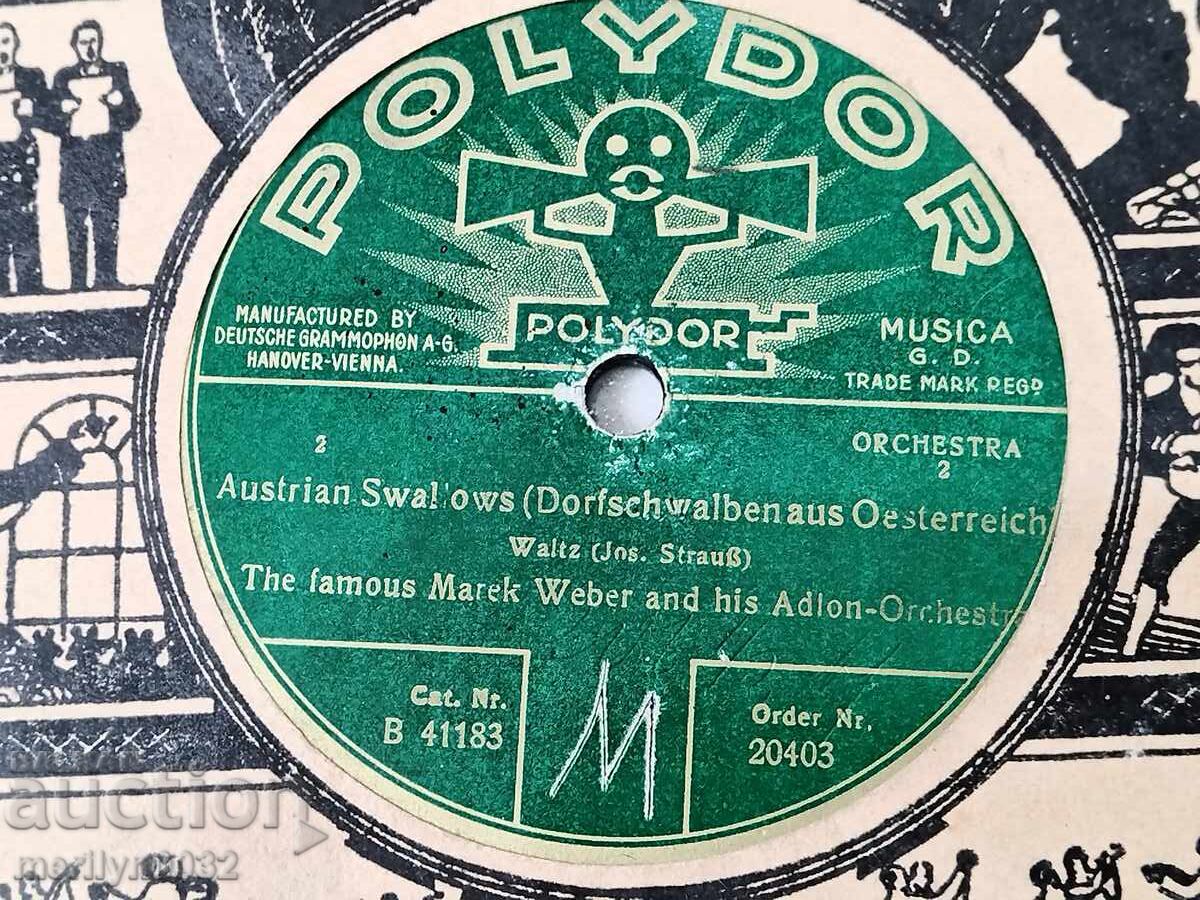 POLYDOR
POLYDOR
MANUFACTURED BY
DEUTSCHE GRAMMOPHON A-G.
HANOVER-VIENNA.
MUSICA
G. D.
TRADE MARK REGD
2
ORCHESTRA
2
Austrian Swallows (Dorfschwalben aus Oesterreich)
Waltz (Jos. Strauß)
The famous Marek Weber and his Adlon-Orchestra
Cat. Nr.
B 41183
M
Order Nr.
20403
auction
merilyn2032